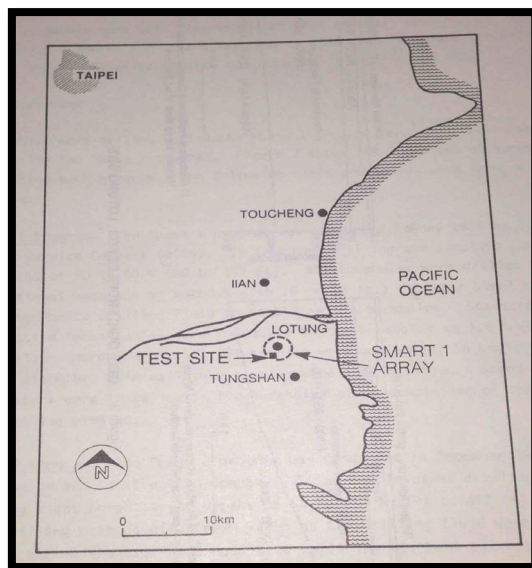 TAIPEI
TOUCHENG
IIAN
PACIFIC
OCEAN
LOTUNG
TEST SITE
SMART 1
ARRAY
TUNGSHAN
N
0 10km